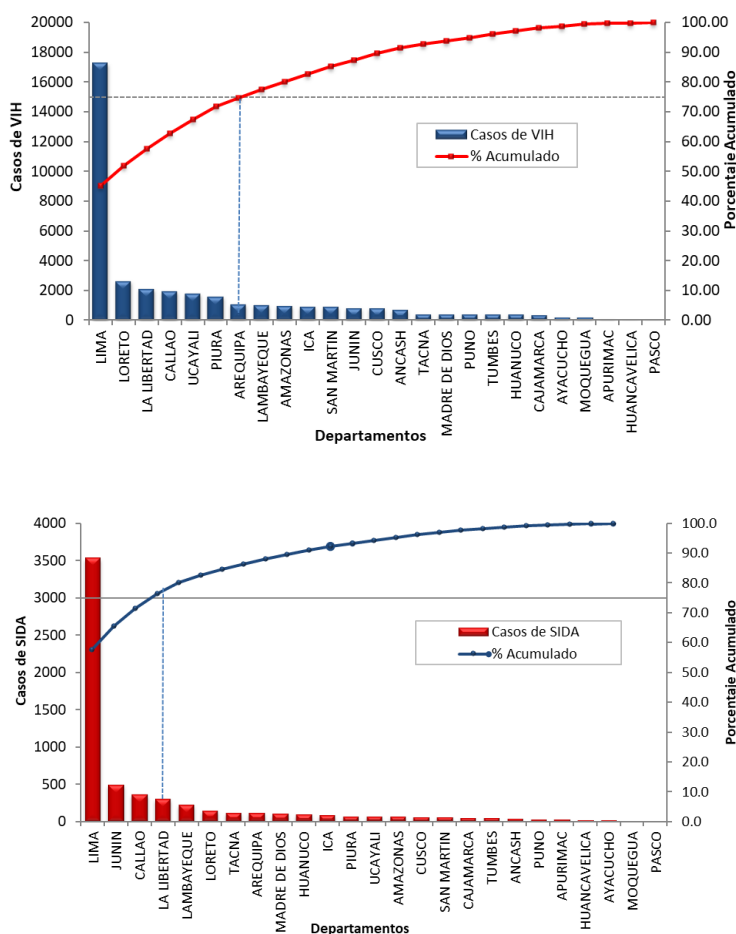 20000
18000
16000
14000
12000
10000
8000
6000
4000
2000
0
Casos de VIH
100.00
90.00
80.00
70.00
60.00
50.00
40.00
30.00
20.00
10.00
0.00
Porcentaje Acumulado
Casos de VIH
% Acumulado
LIMA
LORETO
LA LIBERTAD
CALLAO
UCAYALI
PIURA
AREQUIPA
LAMBAYEQUE
AMAZONAS
ICA
SAN MARTIN
JUNIN
CUSCO
ANCASH
TACNA
MADRE DE DIOS
PUNO
TUMBES
HUANUCO
CAJAMARCA
AYACUCHO
MOQUEGUA
APURIMAC
HUANCAVELICA
PASCO
Departamentos
4000
3500
3000
2500
2000
1500
1000
500
0
Casos de SIDA
100.0
90.0
80.0
70.0
60.0
50.0
40.0
30.0
20.0
10.0
0.0
Porcentaje Acumulado
Casos de SIDA
% Acumulado
LIMA
JUNIN
CALLAO
LA LIBERTAD
LAMBAYEQUE
LORETO
TACNA
AREQUIPA
MADRE DE DIOS
HUANUCO
ICA
PIURA
UCAYALI
AMAZONAS
CUSCO
SAN MARTIN
CAJAMARCA
TUMBES
ANCASH
PUNO
APURIMAC
HUANCAVELICA
AYACUCHO
MOQUEGUA
PASCO
Departamentos